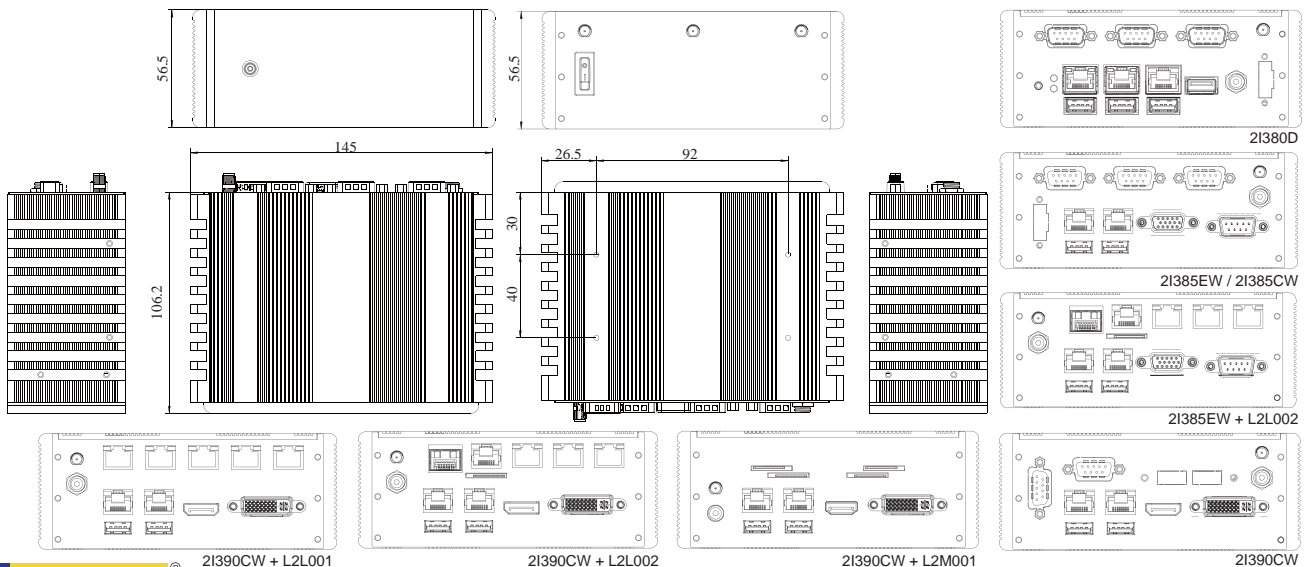 56.5
56.5
2I380D
145
26.5
92
30
40
106.2
2I385EW / 2I385CW
2I385EW + L2L002
2I390CW + L2L001
2I390CW + L2L002
2I390CW + L2M001
2I390CW
®